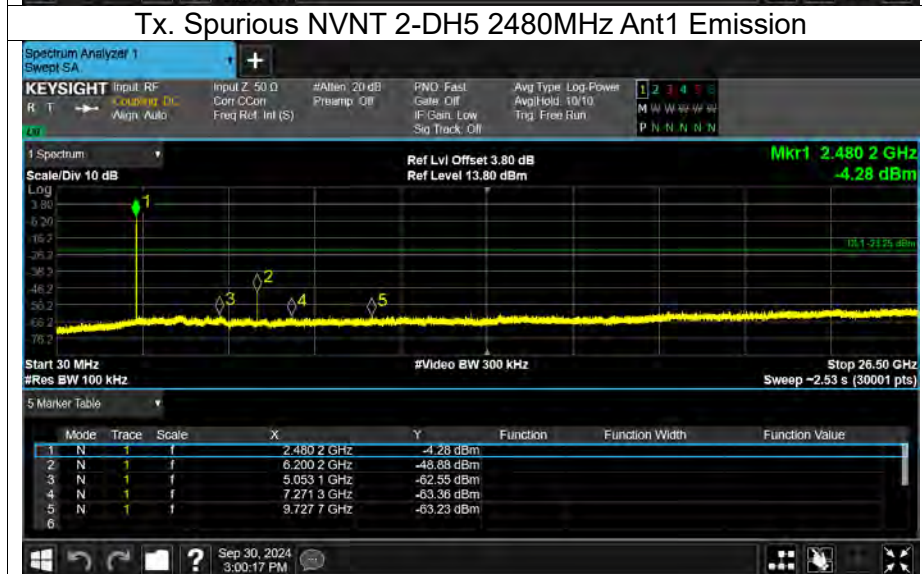 Tx. Spurious NVNT 2-DH5 2480MHz Ant1 Emission
Spectrum Analyzer 1
Swept SA
+
KEYSIGHT Input: RF Input Z: 50 Ω #Atten: 20 dB PNO: Fast Avg Type: Log-Power 1 2 3 4 5 6
R T Coupling: DC Corr CCorr Preamp: Off Gate: Off Avg|Hold: 10/10 M W W W W W
Align: Auto Freq Ref: Int (S) IF Gain: Low Trig: Free Run
Sig Track: Off P N N N N N
1 Spectrum Ref Lvl Offset 3.80 dB Mkr1 2.480 2 GHz
Scale/Div 10 dB Ref Level 13.80 dBm -4.28 dBm
Log
3.80
-6.20
-16.2
-26.2
-36.2
-46.2
-56.2
-66.2
-76.2
1
2
3
4
5
Start 30 MHz #Video BW 300 kHz Stop 26.50 GHz
#Res BW 100 kHz Sweep ~2.53 s (30001 pts)
5 Marker Table
Mode Trace Scale X Y Function Function Width Function Value
1 N 1 f 2.480 2 GHz -4.28 dBm
2 N 1 f 6.200 2 GHz -48.88 dBm
3 N 1 f 5.053 1 GHz -62.55 dBm
4 N 1 f 7.271 3 GHz -63.36 dBm
5 N 1 f 9.727 7 GHz -63.23 dBm
6
? Sep 30, 2024
3:00:17 PM